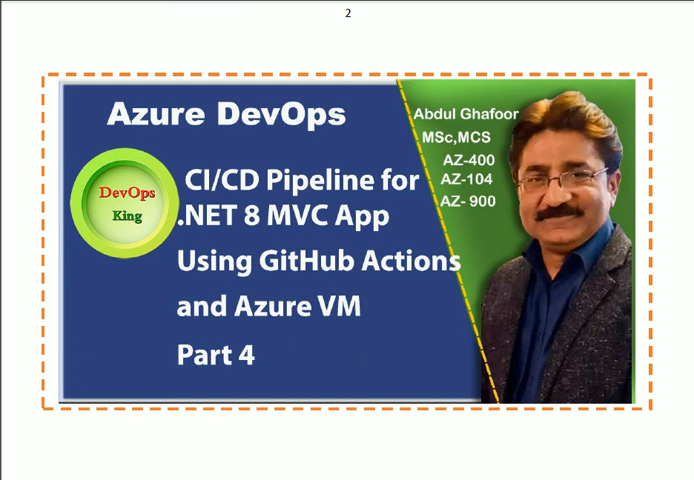 2
Azure DevOps
DevOps
King
CI/CD Pipeline for
.NET 8 MVC App
Using GitHub Actions
and Azure VM
Part 4
Abdul Ghafoor
MSc,MCS
AZ-400
AZ-104
AZ- 900